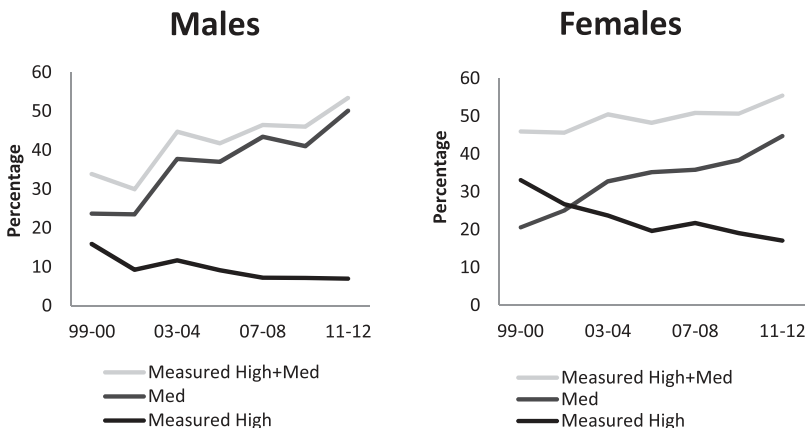 Males
60
50
40
30
20
10
0
Percentage
99-00 03-04 07-08 11-12
Measured High+Med
Med
Measured High
Females
60
50
40
30
20
10
0
Percentage
99-00 03-04 07-08 11-12
Measured High+Med
Med
Measured High